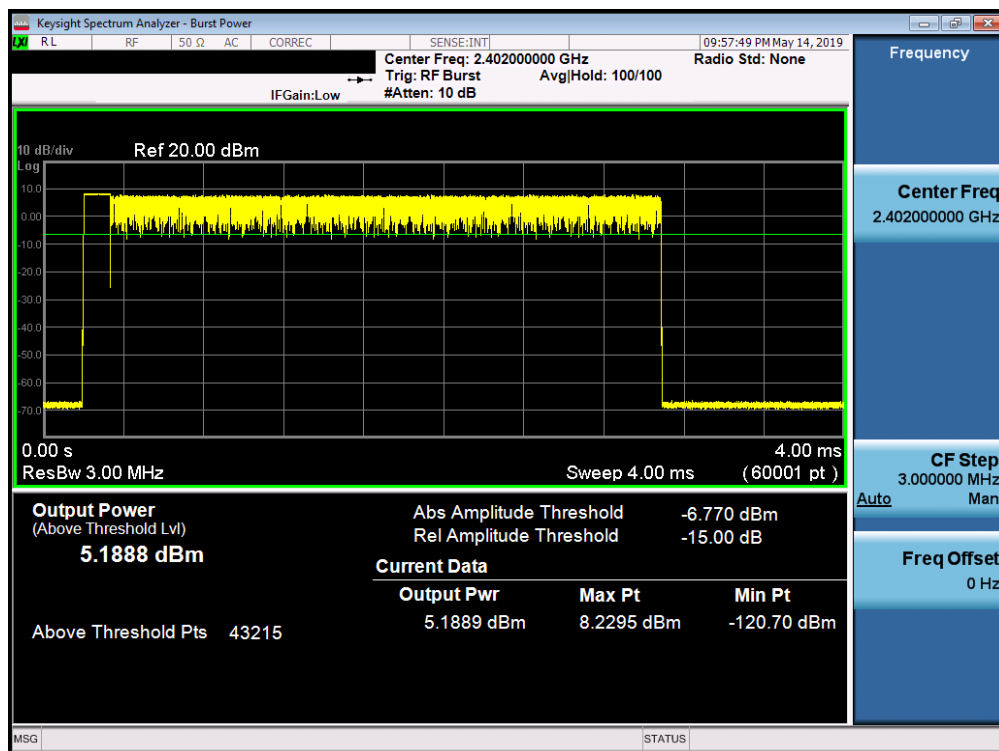 Keysight Spectrum Analyzer - Burst Power
LXI RL RF 50 Ω AC CORREC SENSE:INT 09:57:49 PM May 14, 2019
Center Freq: 2.402000000 GHz Radio Std: None
Trig: RF Burst Avg|Hold: 100/100
IFGain:Low #Atten: 10 dB
Frequency
10 dB/div Ref 20.00 dBm
Log
10.0
0.00
-10.0
-20.0
-30.0
-40.0
-50.0
-60.0
-70.0
0.00 s 4.00 ms
ResBw 3.00 MHz Sweep 4.00 ms (60001 pt)
Center Freq
2.402000000 GHz
CF Step
3.000000 MHz
Auto Man
Freq Offset
0 Hz
Output Power
(Above Threshold Lvl)
5.1888 dBm
Above Threshold Pts 43215
Abs Amplitude Threshold -6.770 dBm
Rel Amplitude Threshold -15.00 dB
Current Data
Output Pwr Max Pt Min Pt
5.1889 dBm 8.2295 dBm -120.70 dBm
MSG STATUS